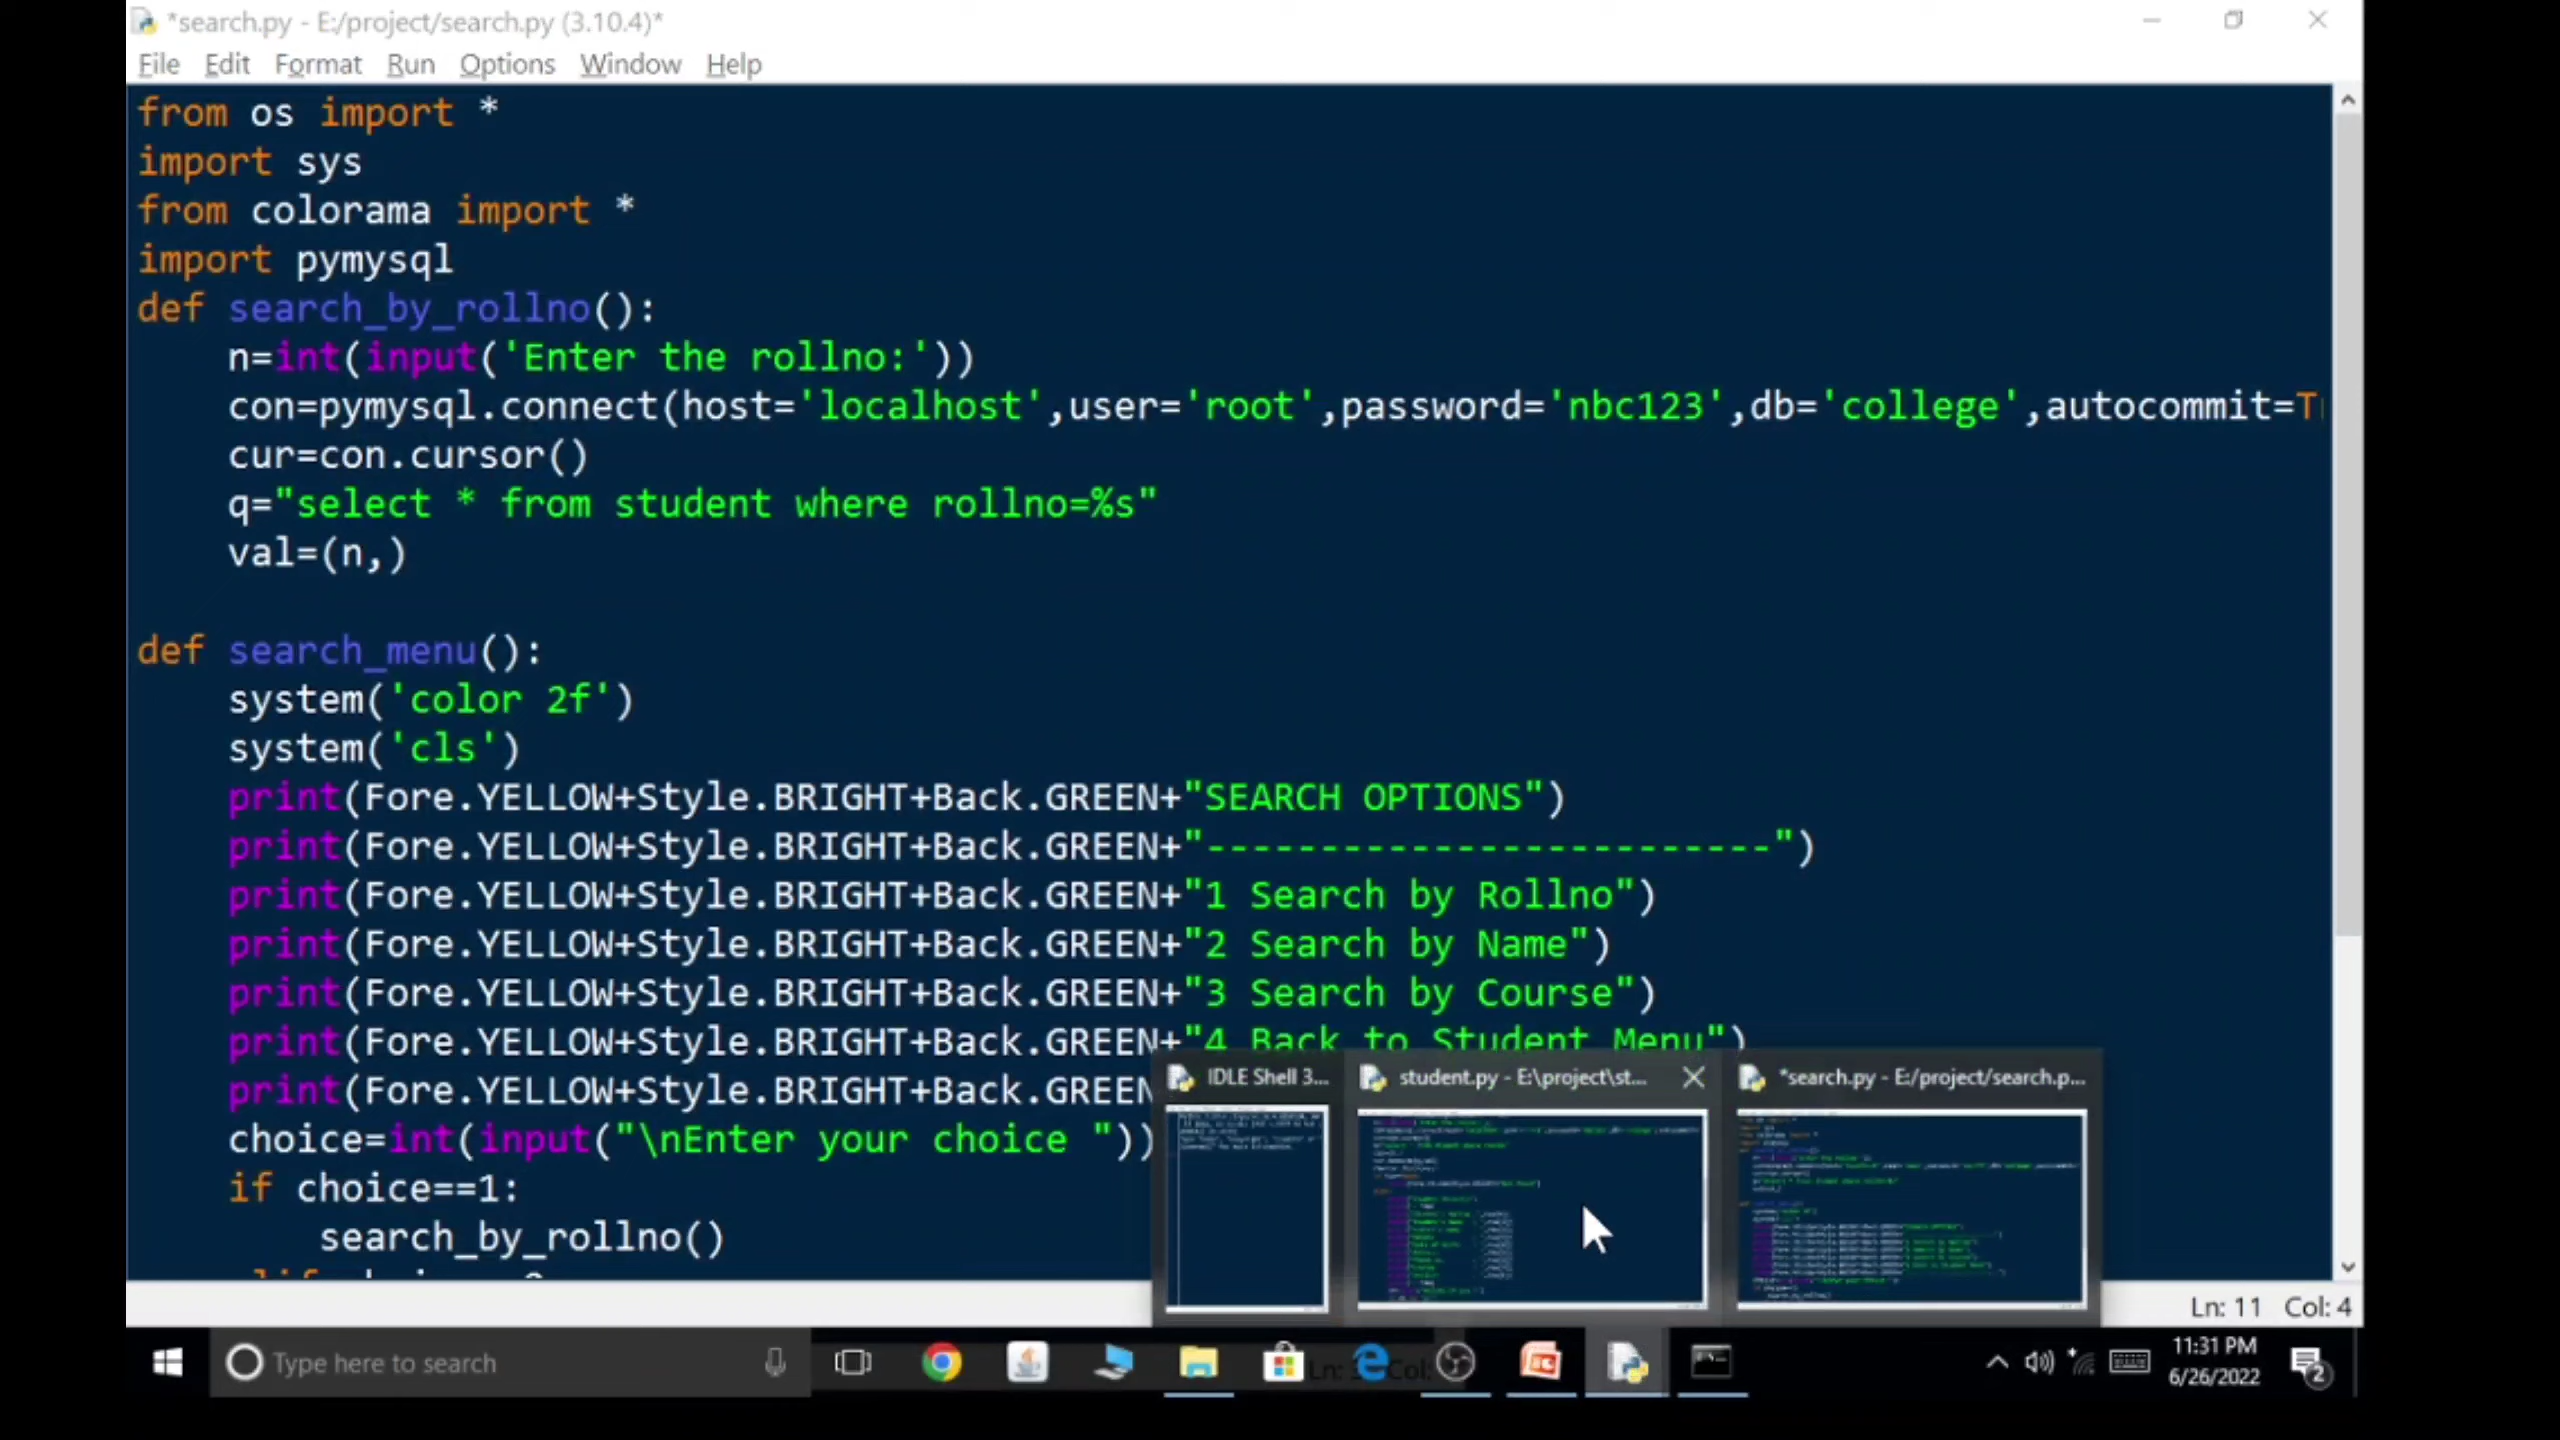 *search.py - E:/project/search.py (3.10.4)*
File Edit Format Run Options Window Help
from os import *
import sys
from colorama import *
import pymysql
def search_by_rollno():
    n=int(input('Enter the rollno:'))
    con=pymysql.connect(host='localhost',user='root',password='nbc123',db='college',autocommit=T
    cur=con.cursor()
    q="select * from student where rollno=%s"
    val=(n,)
def search_menu():
    system('color 2f')
    system('cls')
    print(Fore.YELLOW+Style.BRIGHT+Back.GREEN+"SEARCH OPTIONS")
    print(Fore.YELLOW+Style.BRIGHT+Back.GREEN+"-------------------------")
    print(Fore.YELLOW+Style.BRIGHT+Back.GREEN+"1 Search by Rollno")
    print(Fore.YELLOW+Style.BRIGHT+Back.GREEN+"2 Search by Name")
    print(Fore.YELLOW+Style.BRIGHT+Back.GREEN+"3 Search by Course")
    print(Fore.YELLOW+Style.BRIGHT+Back.GREEN+"4 Back to Student Menu")
    print(Fore.YELLOW+Style.BRIGHT+Back.GREEN
    choice=int(input("\nEnter your choice "))
    if choice==1:
        search_by_rollno()
IDLE Shell 3...
student.py - E:\project\st...
*search.py - E:/project/search.p...
Ln: 11 Col: 4
Type here to search
11:31 PM
6/26/2022
2